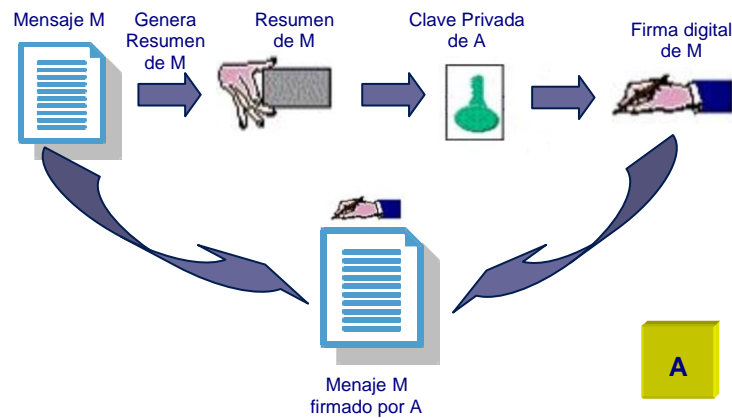 Mensaje M
Genera
Resumen
de M
Resumen
de M
Clave Privada
de A
Firma digital
de M
Menaje M
firmado por A
A